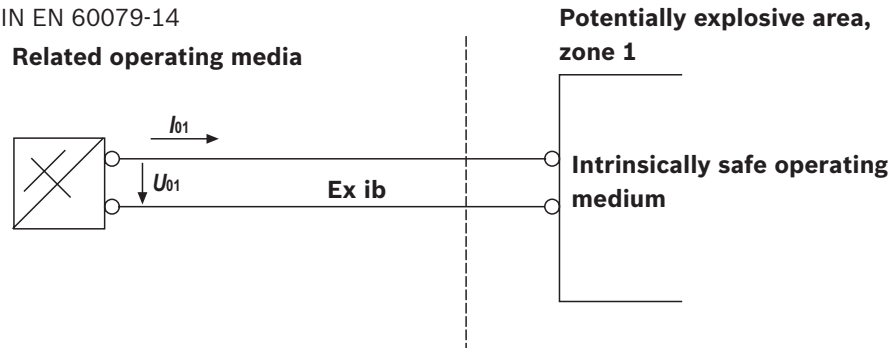 IN EN 60079-14
Related operating media
Potentially explosive area,
zone 1
I01
U01
Ex ib
Intrinsically safe operating
medium